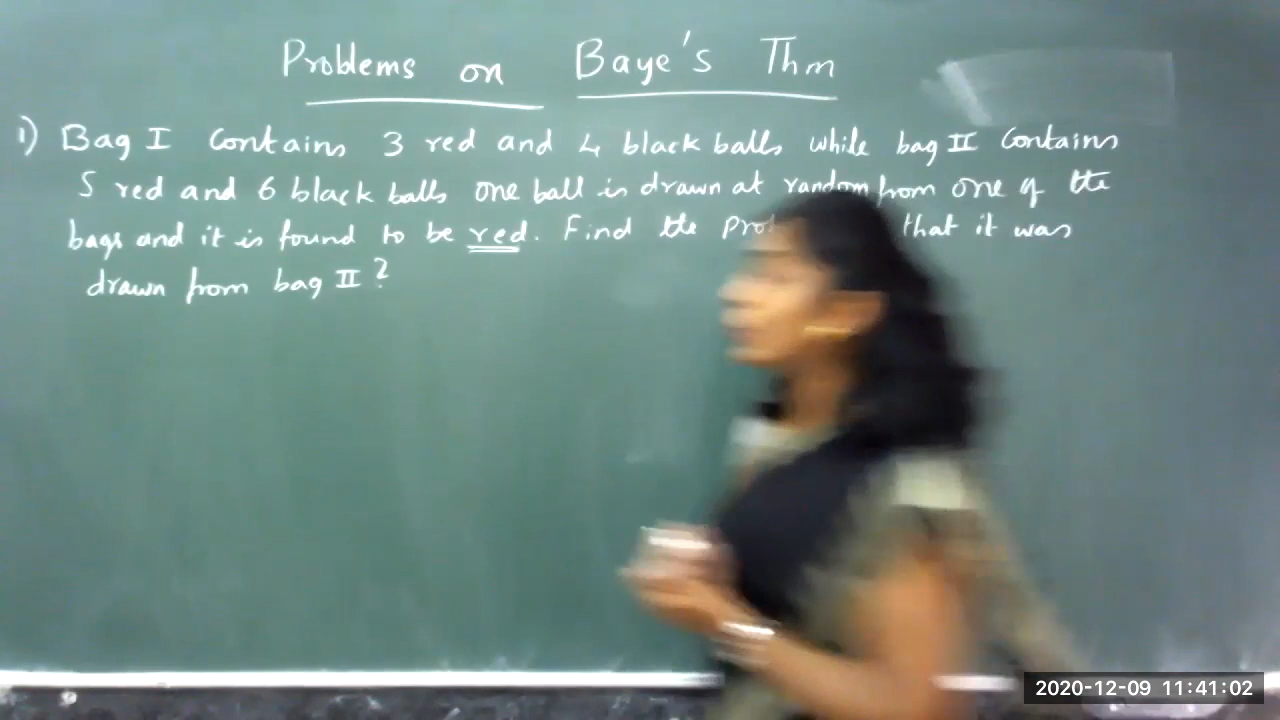 Problems on Baye's Thm
1) Bag I contains 3 red and 4 black balls while bag II contains
5 red and 6 black balls one ball is drawn at random from one of the
bags and it is found to be red. Find the that it was
drawn from bag II?
2020-12-09 11:41:02